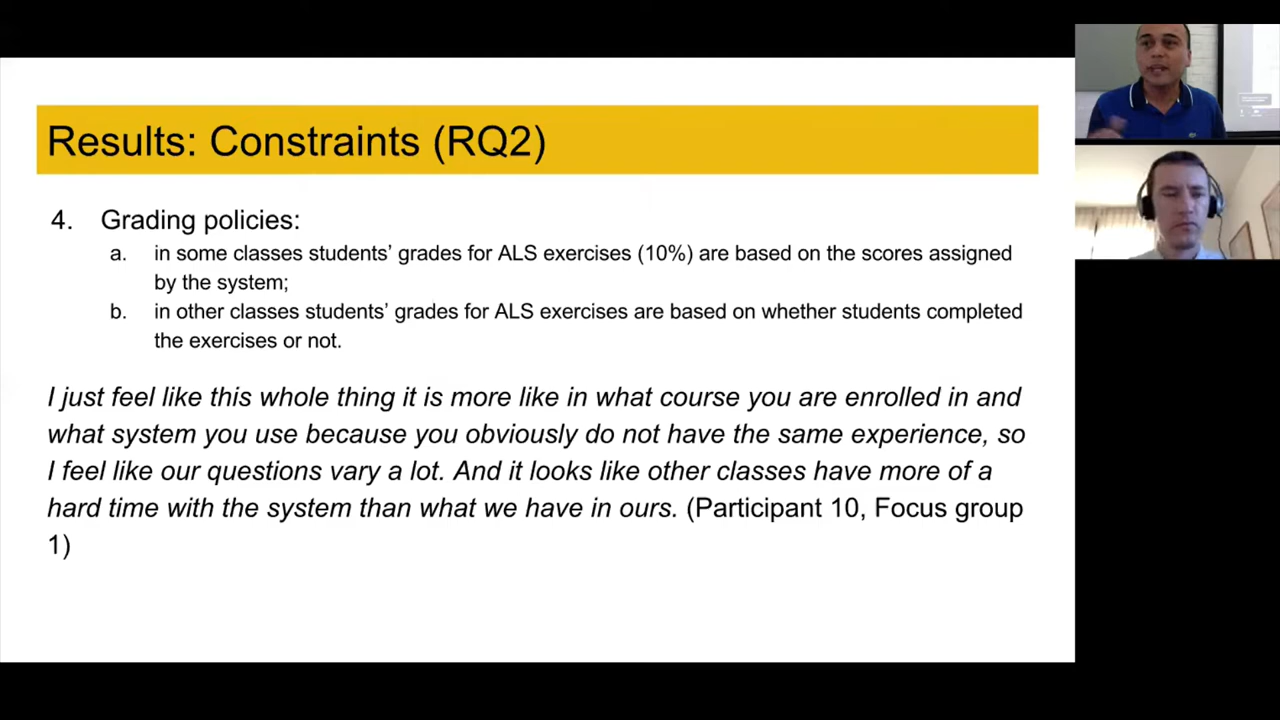 Results: Constraints (RQ2)
4. Grading policies:
a. in some classes students’ grades for ALS exercises (10%) are based on the scores assigned
by the system;
b. in other classes students’ grades for ALS exercises are based on whether students completed
the exercises or not.
I just feel like this whole thing it is more like in what course you are enrolled in and
what system you use because you obviously do not have the same experience, so
I feel like our questions vary a lot. And it looks like other classes have more of a
hard time with the system than what we have in ours. (Participant 10, Focus group
1)